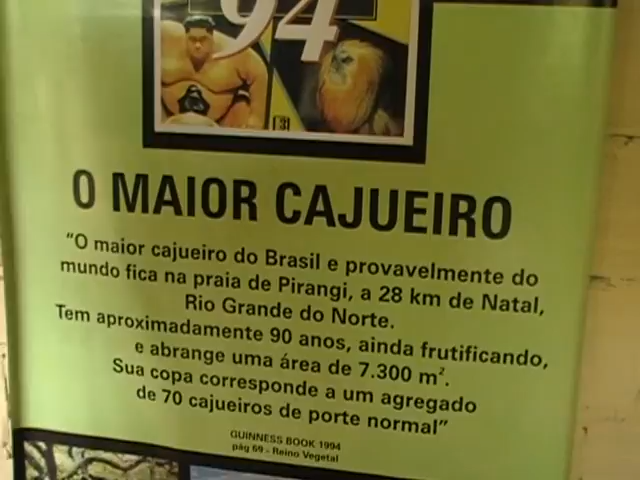 94
[3]
O MAIOR CAJUEIRO
"O maior cajueiro do Brasil e provavelmente do
mundo fica na praia de Pirangi, a 28 km de Natal,
Rio Grande do Norte.
Tem aproximadamente 90 anos, ainda frutificando,
e abrange uma área de 7.300 m².
Sua copa corresponde a um agregado
de 70 cajueiros de porte normal"
GUINNESS BOOK 1994
pág 69 - Reino Vegetal